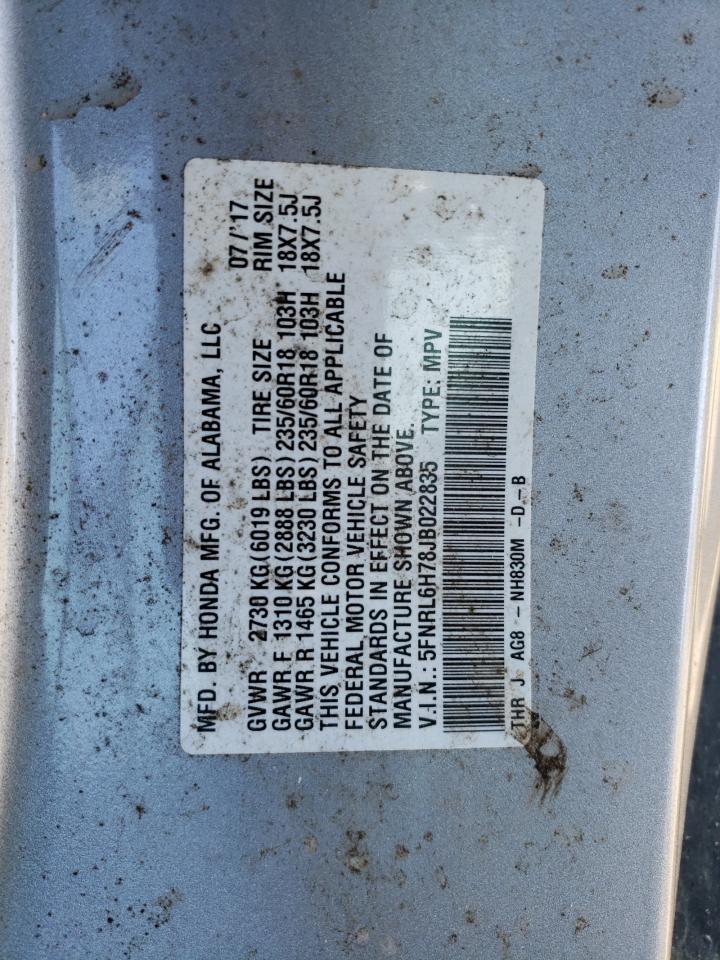 MFD. BY HONDA MFG. OF ALABAMA, LLC 07/'17
GVWR 2730 KG (6019 LBS) TIRE SIZE RIM SIZE
GAWR F 1310 KG (2888 LBS) 235/60R18 103H 18X7.5J
GAWR R 1465 KG (3230 LBS) 235/60R18 103H 18X7.5J
THIS VEHICLE CONFORMS TO ALL APPLICABLE
FEDERAL MOTOR VEHICLE SAFETY
STANDARDS IN EFFECT ON THE DATE OF
MANUFACTURE SHOWN ABOVE.
V.I.N.: 5FNRL6H78JB022835 TYPE: MPV
THR J AG8 - NH830M -D-B